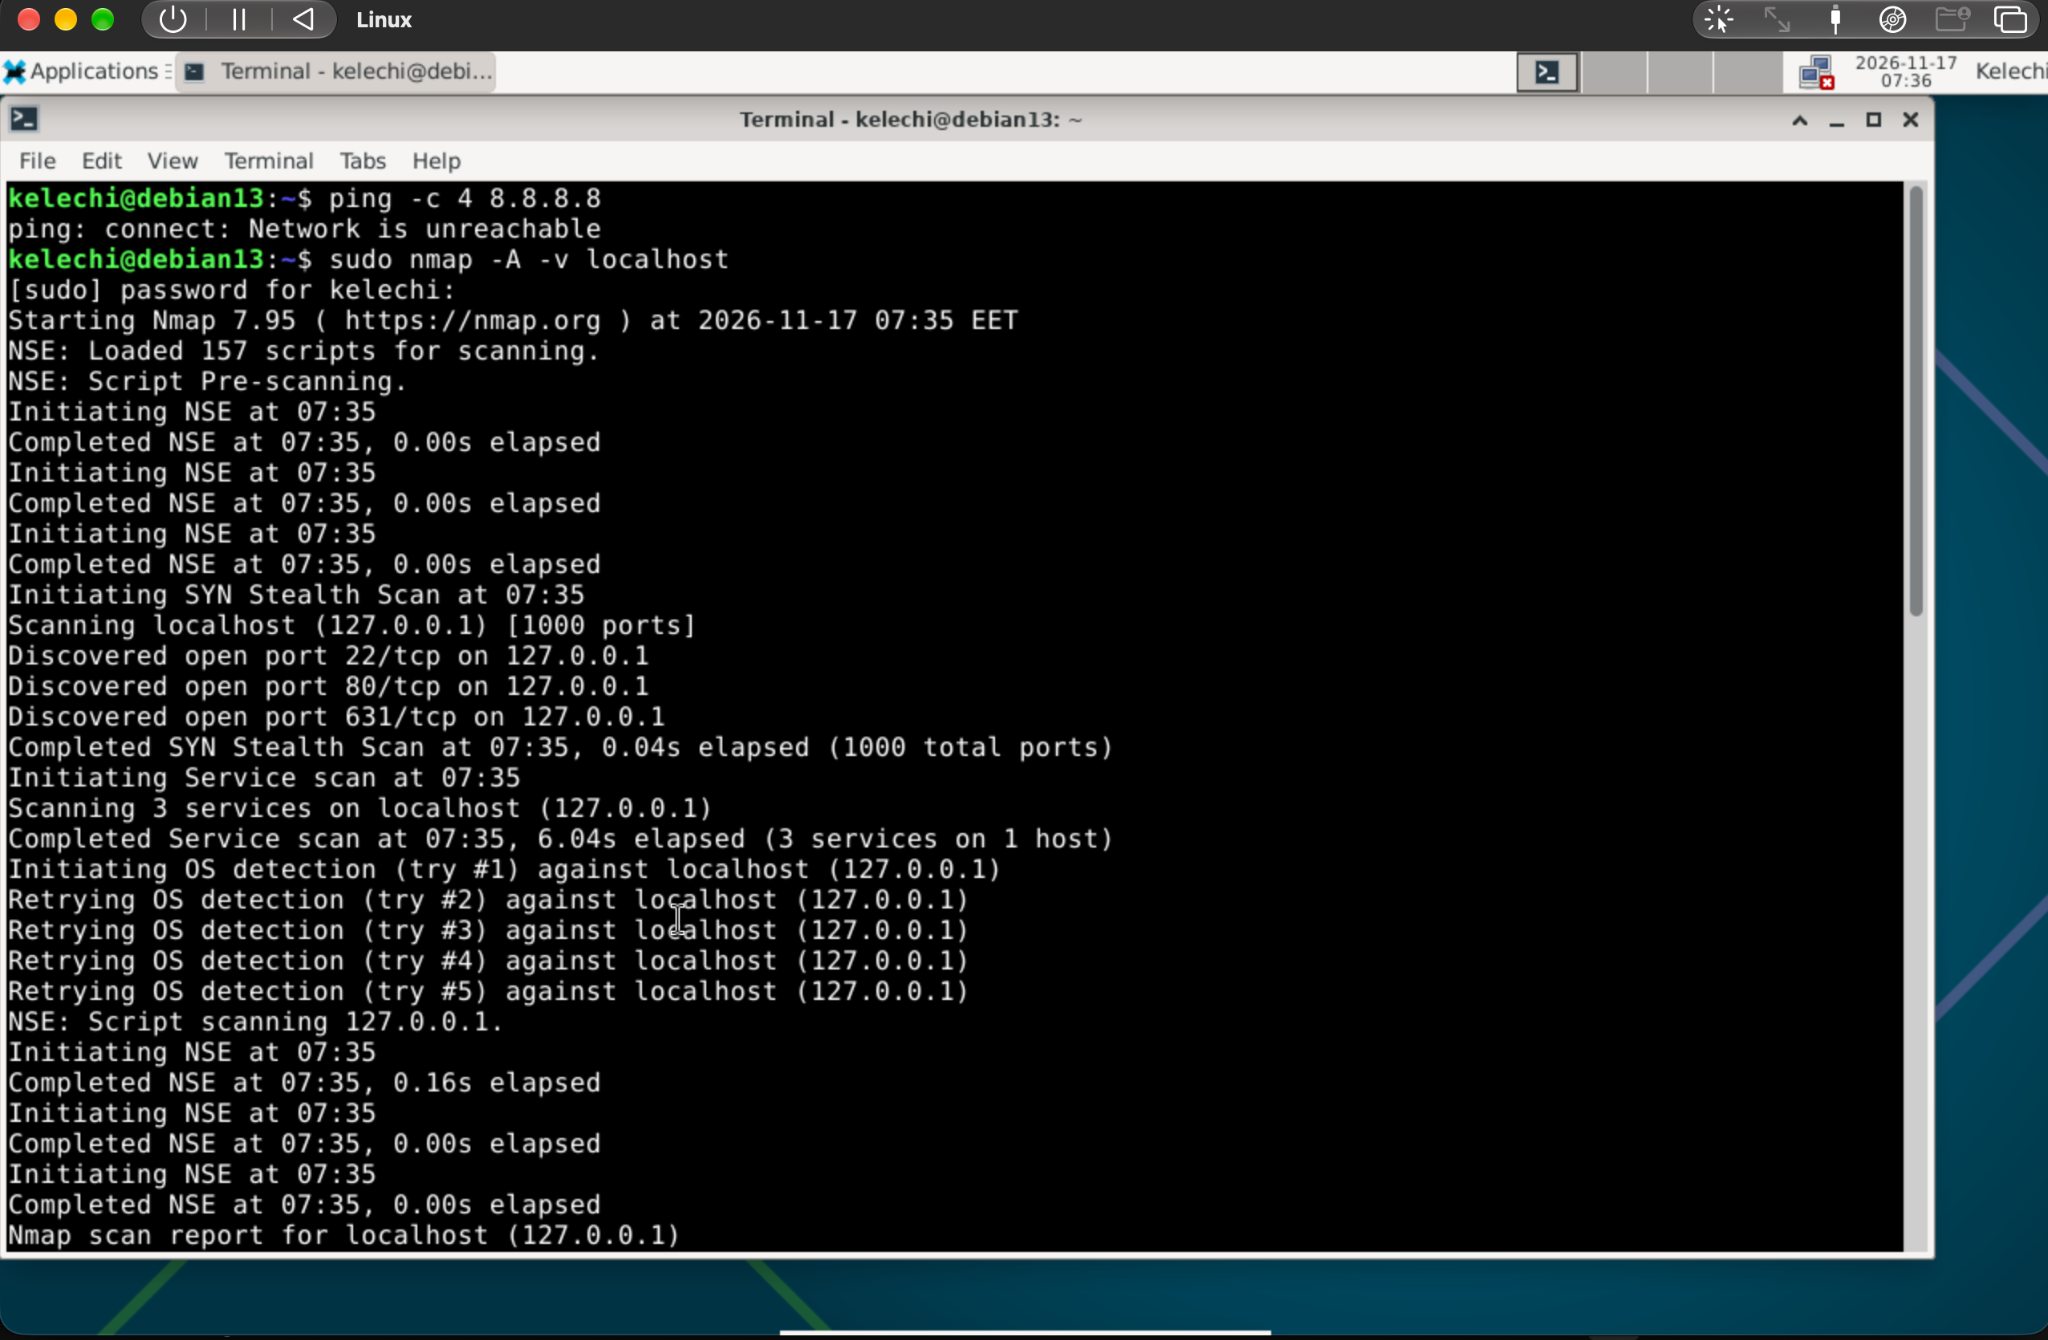 Linux
Applications
Terminal - kelechi@debi...
2026-11-17
07:36
Kelechi
Terminal - kelechi@debian13: ~
File Edit View Terminal Tabs Help
kelechi@debian13:~$ ping -c 4 8.8.8.8
ping: connect: Network is unreachable
kelechi@debian13:~$ sudo nmap -A -v localhost
[sudo] password for kelechi:
Starting Nmap 7.95 ( https://nmap.org ) at 2026-11-17 07:35 EET
NSE: Loaded 157 scripts for scanning.
NSE: Script Pre-scanning.
Initiating NSE at 07:35
Completed NSE at 07:35, 0.00s elapsed
Initiating NSE at 07:35
Completed NSE at 07:35, 0.00s elapsed
Initiating NSE at 07:35
Completed NSE at 07:35, 0.00s elapsed
Initiating SYN Stealth Scan at 07:35
Scanning localhost (127.0.0.1) [1000 ports]
Discovered open port 22/tcp on 127.0.0.1
Discovered open port 80/tcp on 127.0.0.1
Discovered open port 631/tcp on 127.0.0.1
Completed SYN Stealth Scan at 07:35, 0.04s elapsed (1000 total ports)
Initiating Service scan at 07:35
Scanning 3 services on localhost (127.0.0.1)
Completed Service scan at 07:35, 6.04s elapsed (3 services on 1 host)
Initiating OS detection (try #1) against localhost (127.0.0.1)
Retrying OS detection (try #2) against localhost (127.0.0.1)
Retrying OS detection (try #3) against localhost (127.0.0.1)
Retrying OS detection (try #4) against localhost (127.0.0.1)
Retrying OS detection (try #5) against localhost (127.0.0.1)
NSE: Script scanning 127.0.0.1.
Initiating NSE at 07:35
Completed NSE at 07:35, 0.16s elapsed
Initiating NSE at 07:35
Completed NSE at 07:35, 0.00s elapsed
Initiating NSE at 07:35
Completed NSE at 07:35, 0.00s elapsed
Nmap scan report for localhost (127.0.0.1)